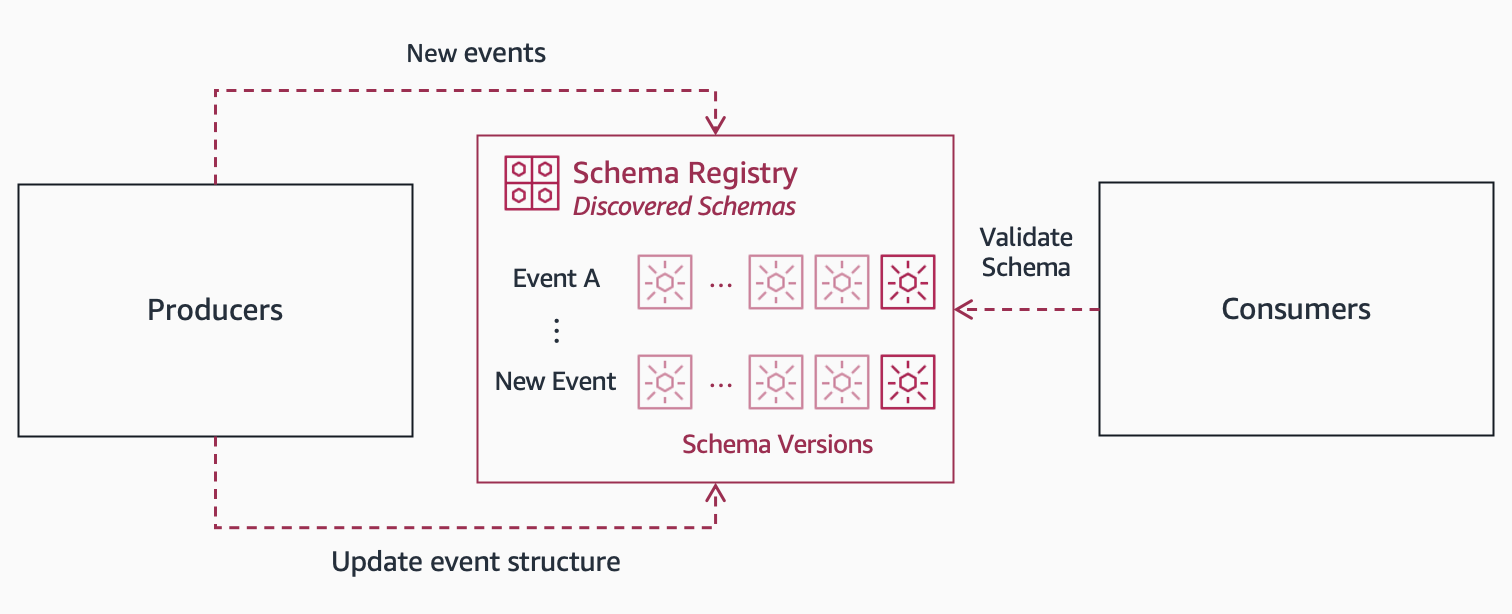 New events
Schema Registry
Discovered Schemas
Validate
Schema
Event A
...
Producers
Consumers
New Event
...
Schema Versions
Update event structure